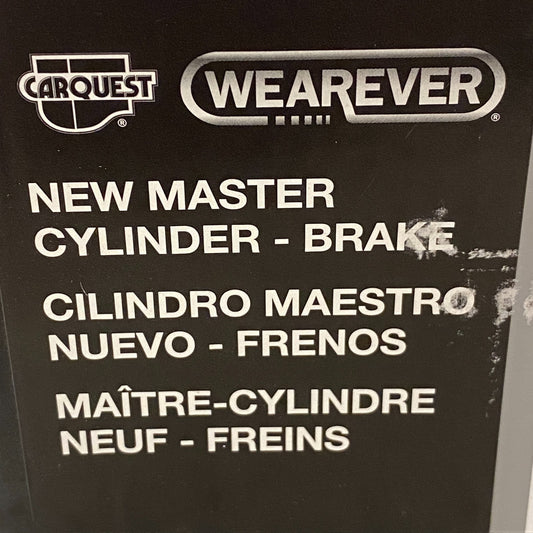 CARQUEST ®
WEAREVER ®
NEW MASTER
CYLINDER - BRAKE
CILINDRO MAESTRO
NUEVO - FRENOS
MAÎTRE-CYLINDRE
NEUF - FREINS